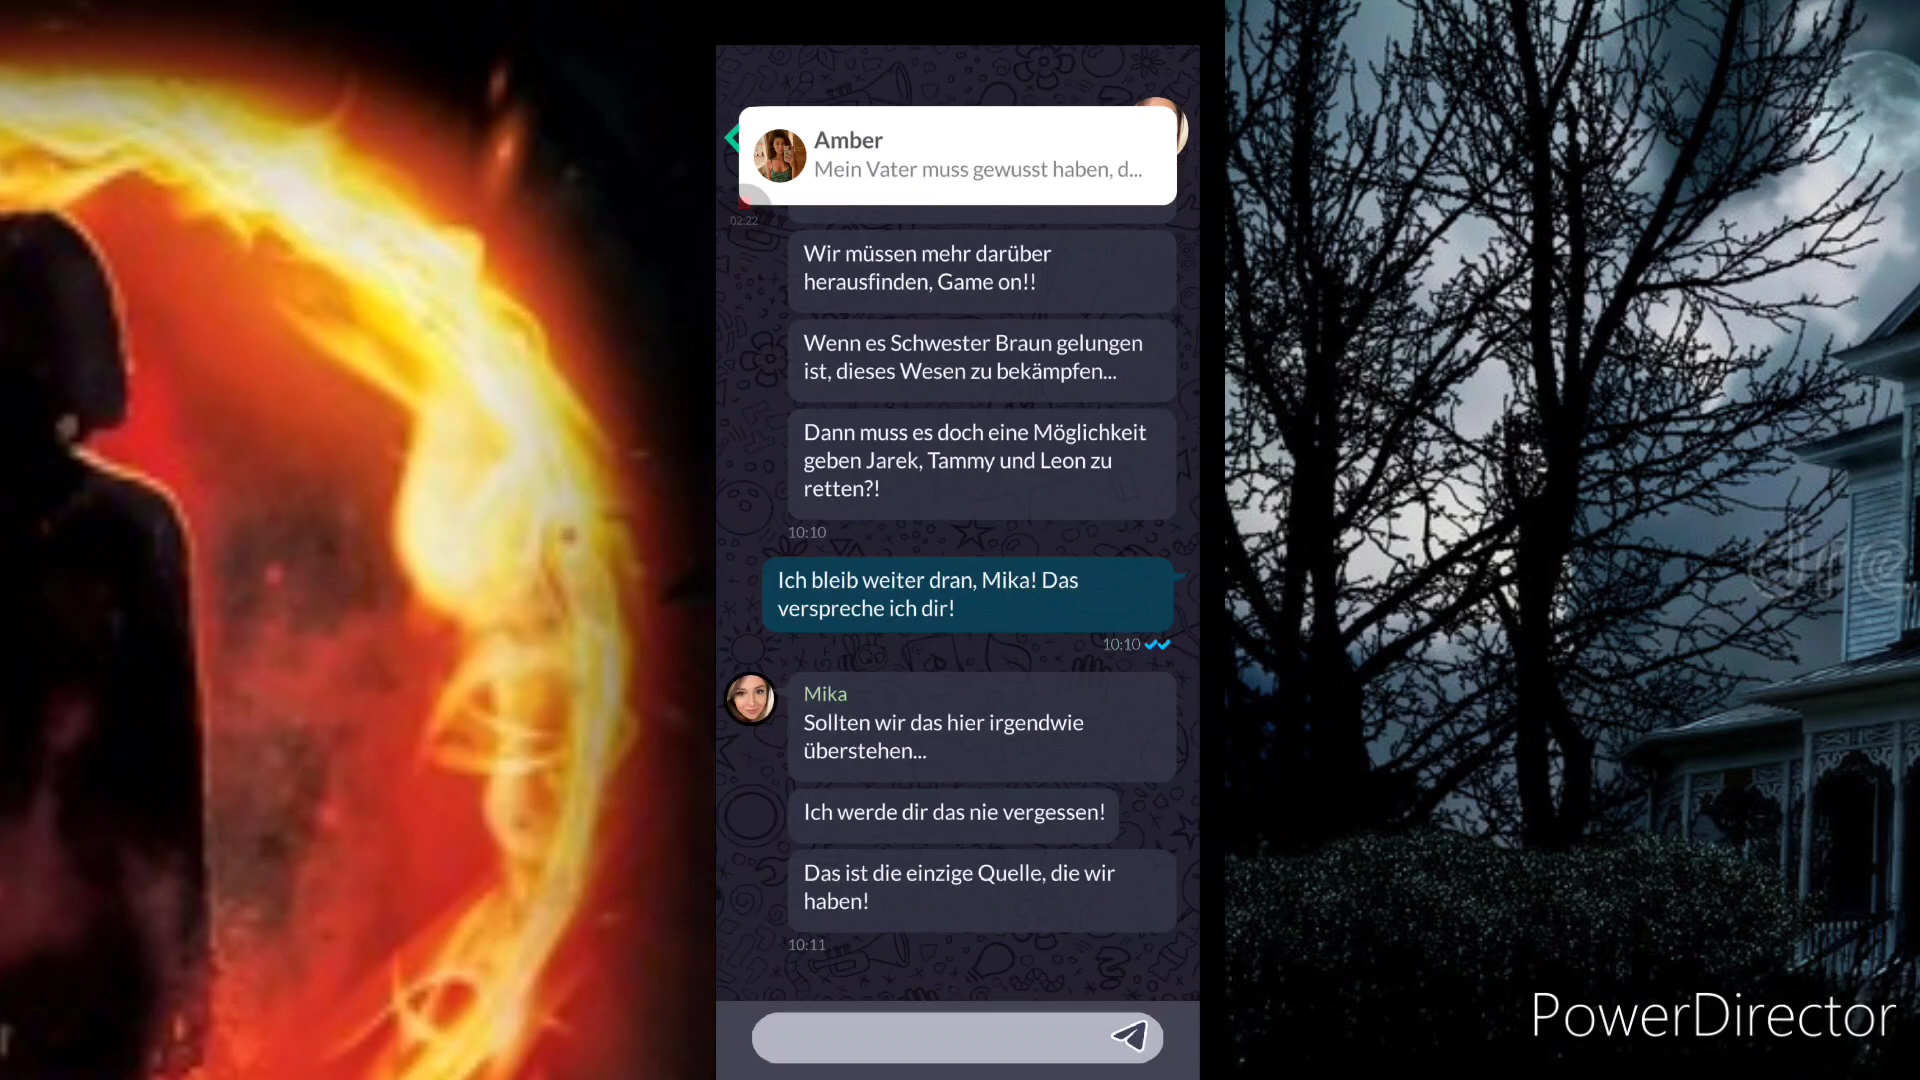 Amber
Mein Vater muss gewusst haben, d...
02:22
Wir müssen mehr darüber
herausfinden, Game on!!
Wenn es Schwester Braun gelungen
ist, dieses Wesen zu bekämpfen...
Dann muss es doch eine Möglichkeit
geben Jarek, Tammy und Leon zu
retten?!
10:10
Ich bleib weiter dran, Mika! Das
verspreche ich dir!
10:10
Mika
Sollten wir das hier irgendwie
überstehen...
Ich werde dir das nie vergessen!
Das ist die einzige Quelle, die wir
haben!
10:11
PowerDirector